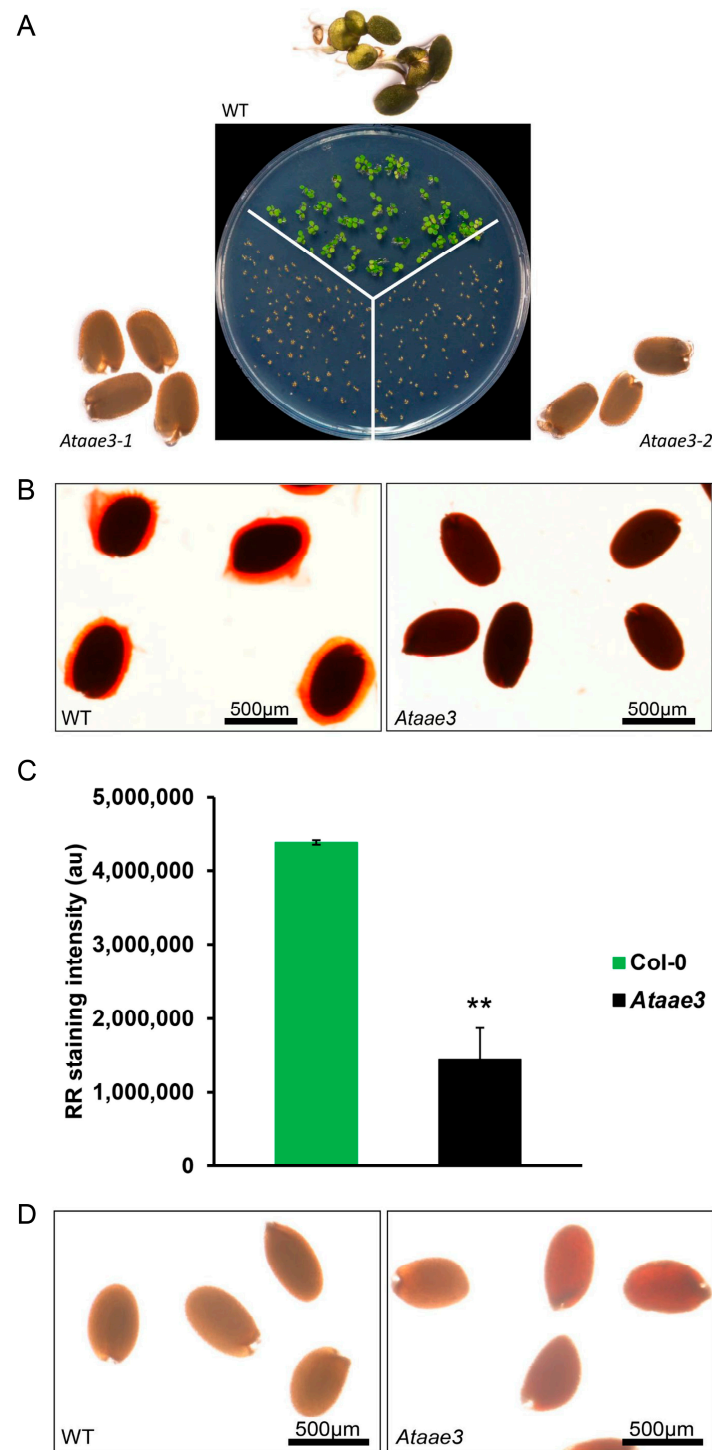 A
WT
Ataae3-1
Ataae3-2
B
500µm
WT
500µm
Ataae3
C
5,000,000
4,000,000
3,000,000
2,000,000
1,000,000
0
RR staining intensity (au)
**
Col-0
Ataae3
D
WT
500µm
Ataae3
500µm